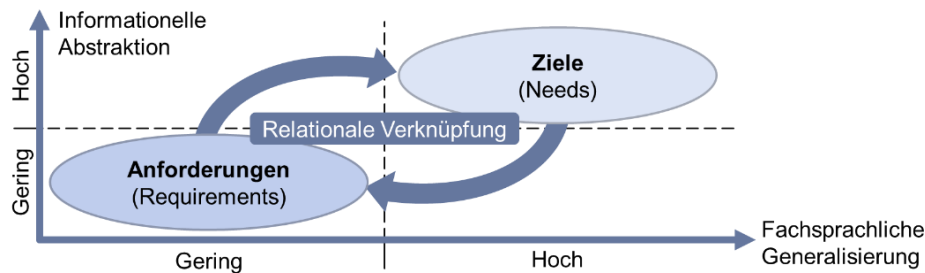 Informationelle
Abstraktion
Hoch
Ziele
(Needs)
Relationale Verknüpfung
Gering
Anforderungen
(Requirements)
Gering
Hoch
Fachsprachliche
Generalisierung